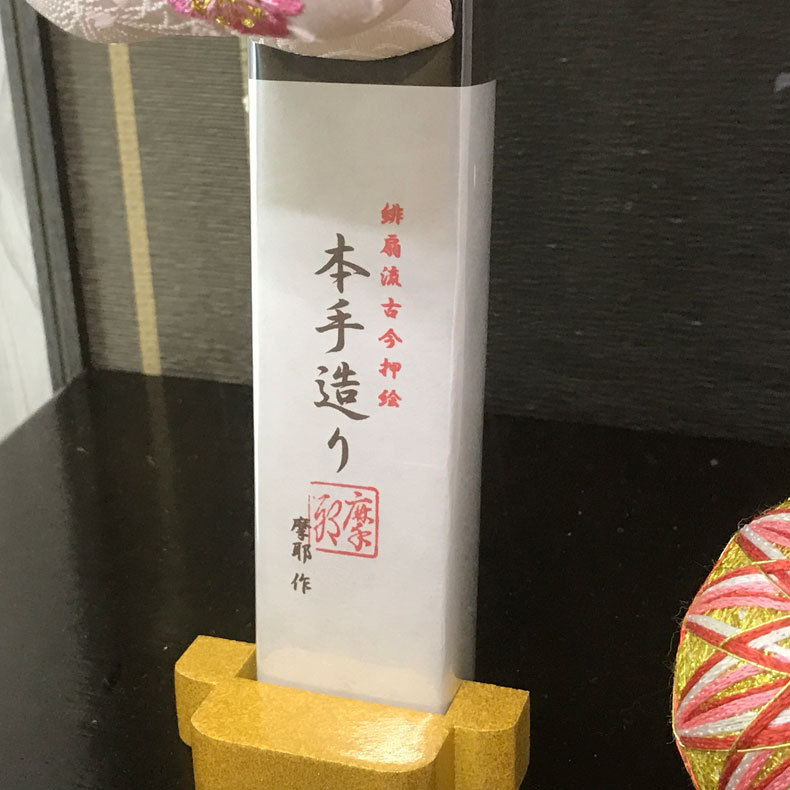 緋扇流古今押絵
本手造り
摩耶
摩耶 作